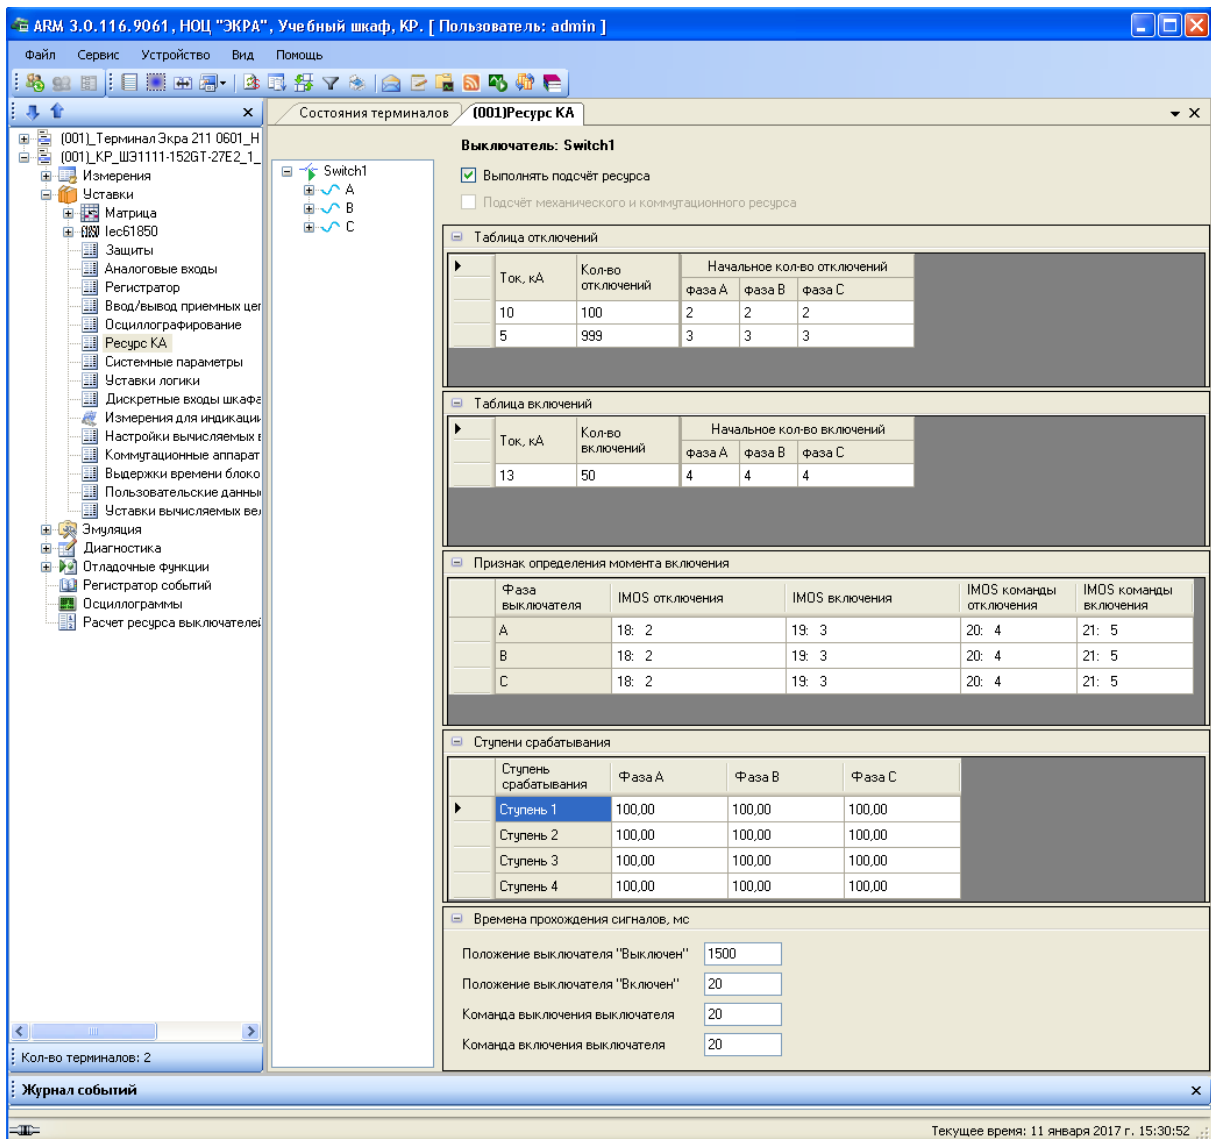 ARM 3.0.116.9061, НОЦ "ЭКРА", Учебный шкаф, КР. [ Пользователь: admin ]
Файл Сервис Устройство Вид Помощь
Состояния терминалов (001)Ресурс КА
(001)_Терминал Экра 211 0601_Н
(001)_КР_ШЭ1111-152GT-27E2_1_
Измерения
Уставки
Матрица
Iec61850
Защиты
Аналоговые входы
Регистратор
Ввод/вывод приемных цеп
Осциллографирование
Ресурс КА
Системные параметры
Уставки логики
Дискретные входы шкафа
Измерения для индикации
Настройки вычисляемых в
Коммутационные аппарат
Выдержки времени блоко
Пользовательские данны
Уставки вычисляемых вел
Эмуляция
Диагностика
Отладочные функции
Регистратор событий
Осциллограммы
Расчет ресурса выключателей
Кол-во терминалов: 2
Switch1
A
B
C
Выключатель: Switch1
Выполнять подсчёт ресурса
Подсчёт механического и коммутационного ресурса
Таблица отключений
Ток, кА Кол-во отключений Начальное кол-во отключений
фаза A фаза B фаза C
10 100 2 2 2
5 999 3 3 3
Таблица включений
Ток, кА Кол-во включений Начальное кол-во включений
фаза A фаза B фаза C
13 50 4 4 4
Признак определения момента включения
Фаза выключателя IMOS отключения IMOS включения IMOS команды отключения IMOS команды включения
A 18: 2 19: 3 20: 4 21: 5
B 18: 2 19: 3 20: 4 21: 5
C 18: 2 19: 3 20: 4 21: 5
Ступени срабатывания
Ступень срабатывания Фаза A Фаза B Фаза C
Ступень 1 100,00 100,00 100,00
Ступень 2 100,00 100,00 100,00
Ступень 3 100,00 100,00 100,00
Ступень 4 100,00 100,00 100,00
Времена прохождения сигналов, мс
Положение выключателя "Выключен" 1500
Положение выключателя "Включен" 20
Команда выключения выключателя 20
Команда включения выключателя 20
Журнал событий
Текущее время: 11 января 2017 г. 15:30:52